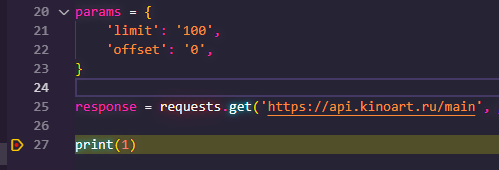 20 params = {
21 'limit': '100',
22 'offset': '0',
23 }
24
25 response = requests.get('https://api.kinoart.ru/main',
26
27 print(1)